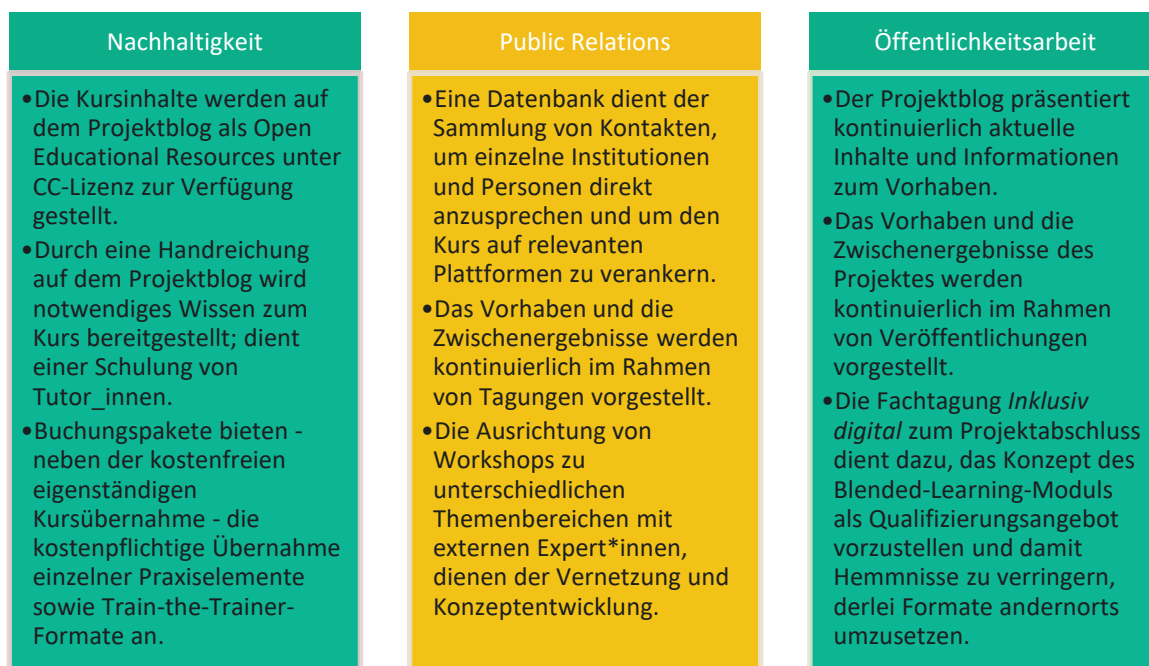 Nachhaltigkeit
•Die Kursinhalte werden auf
dem Projektblog als Open
Educational Resources unter
CC-Lizenz zur Verfügung
gestellt.
•Durch eine Handreichung
auf dem Projektblog wird
notwendiges Wissen zum
Kurs bereitgestellt; dient
einer Schulung von
Tutor_innen.
•Buchungspakete bieten -
neben der kostenfreien
eigenständigen
Kursübernahme - die
kostenpflichtige Übernahme
einzelner Praxiselemente
sowie Train-the-Trainer-
Formate an.
Public Relations
•Eine Datenbank dient der
Sammlung von Kontakten,
um einzelne Institutionen
und Personen direkt
anzusprechen und um den
Kurs auf relevanten
Plattformen zu verankern.
•Das Vorhaben und die
Zwischenergebnisse werden
kontinuierlich im Rahmen
von Tagungen vorgestellt.
•Die Ausrichtung von
Workshops zu
unterschiedlichen
Themenbereichen mit
externen Expert*innen,
dienen der Vernetzung und
Konzeptentwicklung.
Öffentlichkeitsarbeit
•Der Projektblog präsentiert
kontinuierlich aktuelle
Inhalte und Informationen
zum Vorhaben.
•Das Vorhaben und die
Zwischenergebnisse des
Projektes werden
kontinuierlich im Rahmen
von Veröffentlichungen
vorgestellt.
•Die Fachtagung Inklusiv
digital zum Projektabschluss
dient dazu, das Konzept des
Blended-Learning-Moduls
als Qualifizierungsangebot
vorzustellen und damit
Hemmnisse zu verringern,
derlei Formate andernorts
umzusetzen.